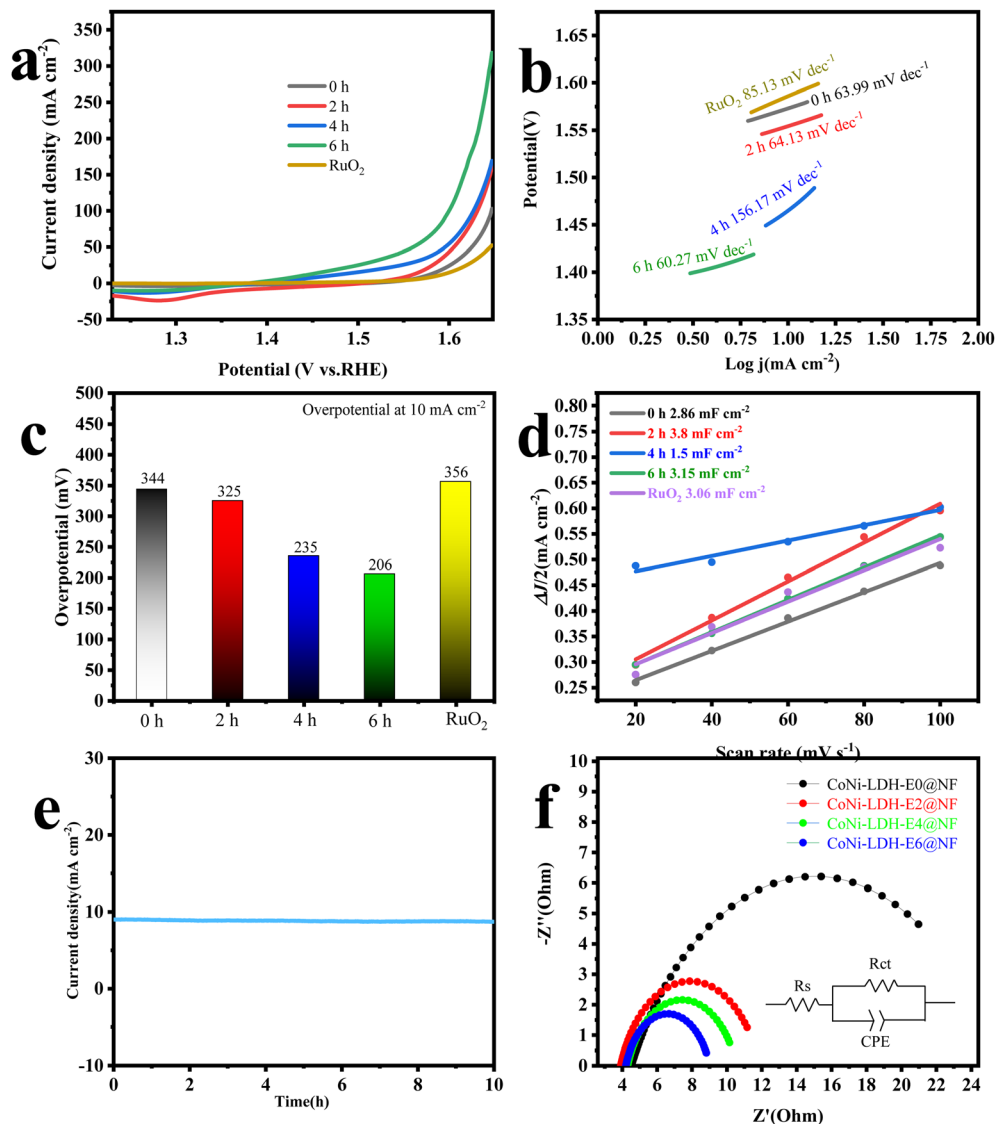 a
350
300
250
200
150
100
50
0
-50
Current density (mA cm-2)
0 h
2 h
4 h
6 h
RuO2
1.3
1.4
1.5
1.6
Potential (V vs.RHE)
b
1.65
1.60
1.55
1.50
1.45
1.40
1.35
Potential(V)
RuO2 85.13 mV dec-1
0 h 63.99 mV dec-1
2 h 64.13 mV dec-1
4 h 156.17 mV dec-1
6 h 60.27 mV dec-1
0.00
0.25
0.50
0.75
1.00
1.25
1.50
1.75
2.00
Log j(mA cm-2)
c
500
450
400
350
300
250
200
150
100
50
0
Overpotential (mV)
Overpotential at 10 mA cm-2
344
325
235
206
356
0 h
2 h
4 h
6 h
RuO2
d
0.80
0.75
0.70
0.65
0.60
0.55
0.50
0.45
0.40
0.35
0.30
0.25
ΔJ/2(mA cm-2)
0 h 2.86 mF cm-2
2 h 3.8 mF cm-2
4 h 1.5 mF cm-2
6 h 3.15 mF cm-2
RuO2 3.06 mF cm-2
20
40
60
80
100
Scan rate (mV s-1)
e
30
20
10
0
-10
Current density(mA cm-2)
0
2
4
6
8
10
Time(h)
f
10
9
8
7
6
5
4
3
2
1
0
-Z''(Ohm)
CoNi-LDH-E0@NF
CoNi-LDH-E2@NF
CoNi-LDH-E4@NF
CoNi-LDH-E6@NF
Rs
Rct
CPE
2
4
6
8
10
12
14
16
18
20
22
24
Z'(Ohm)